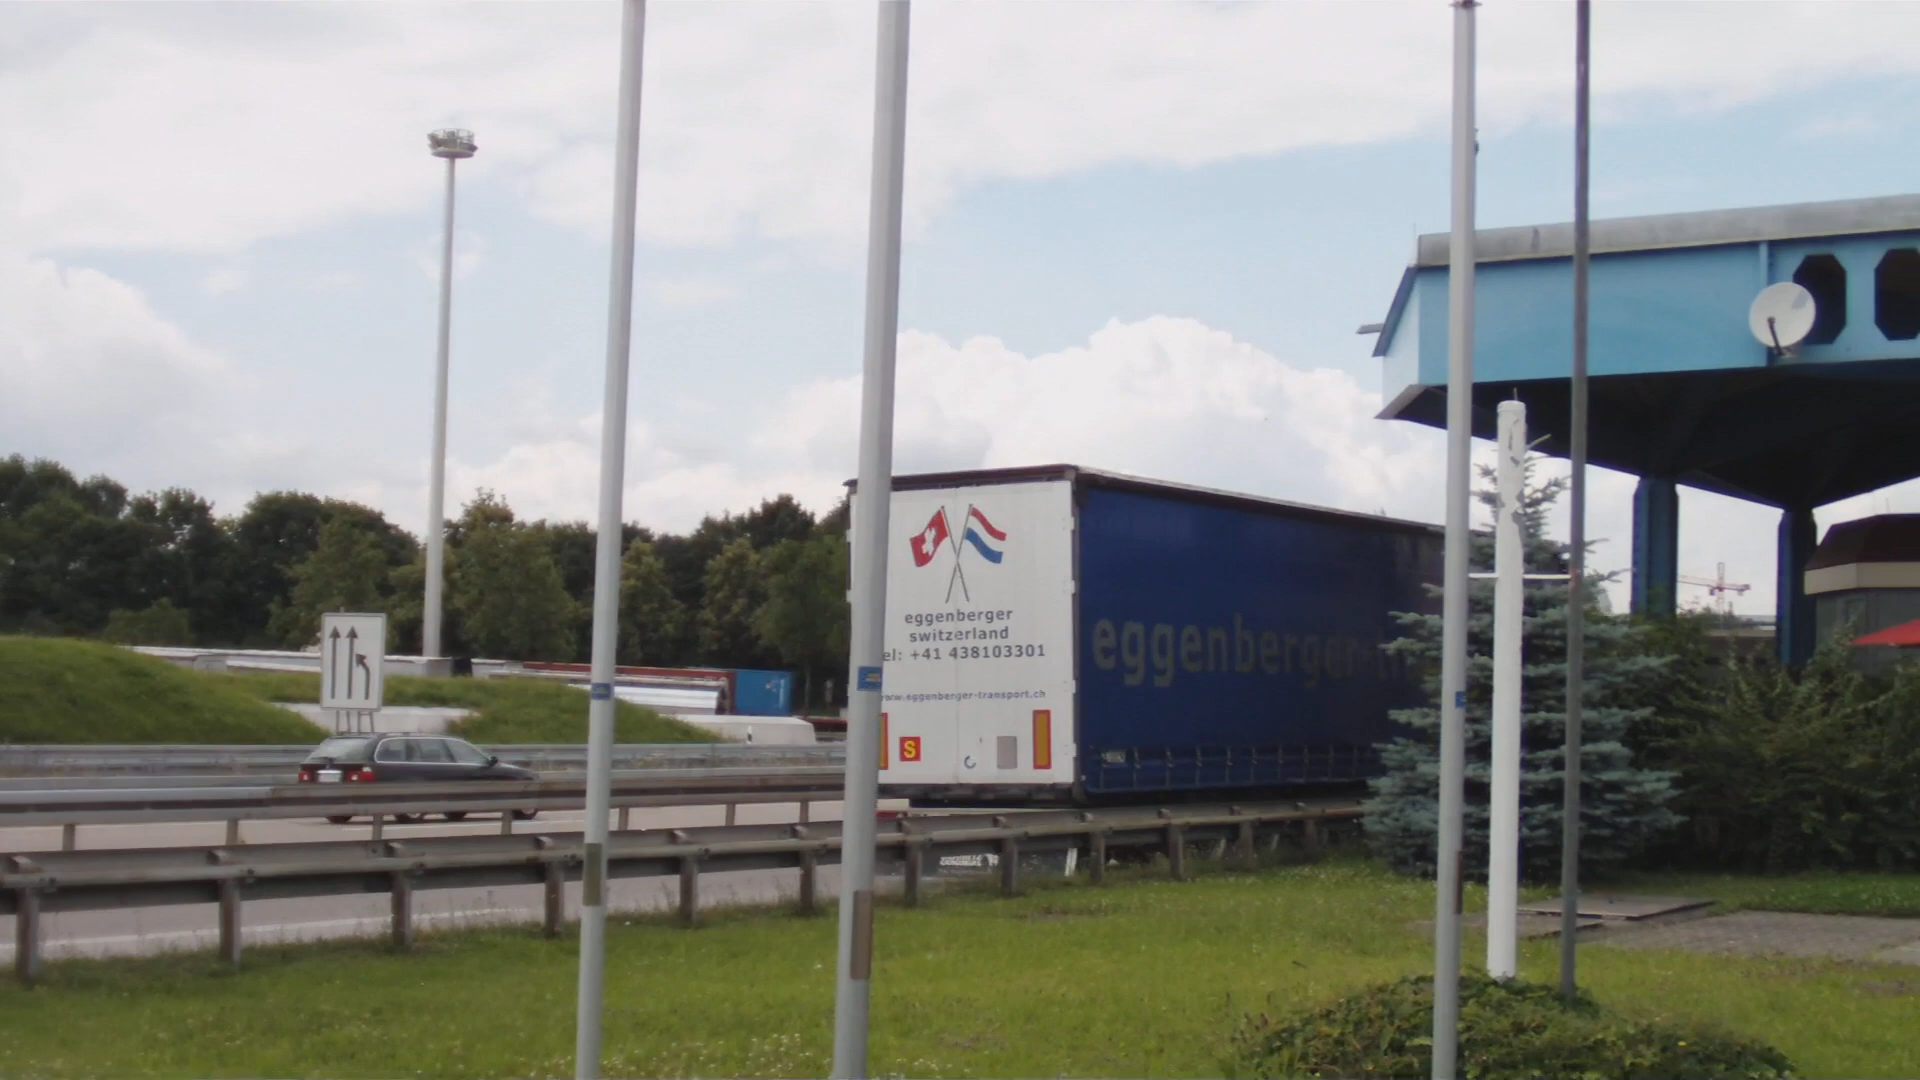 eggenberger
switzerland
el: +41 438103301
www.eggenberger-transport.ch
S
eggenberger